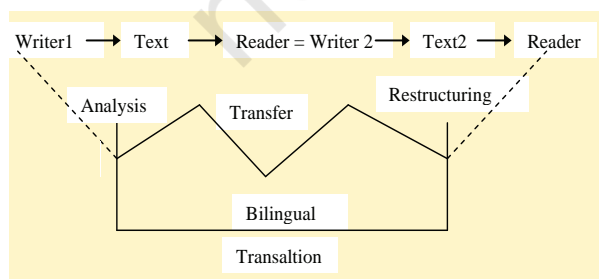 Writer1 Text Reader = Writer 2 Text2 Reader
Analysis Transfer Restructuring
Bilingual
Transaltion